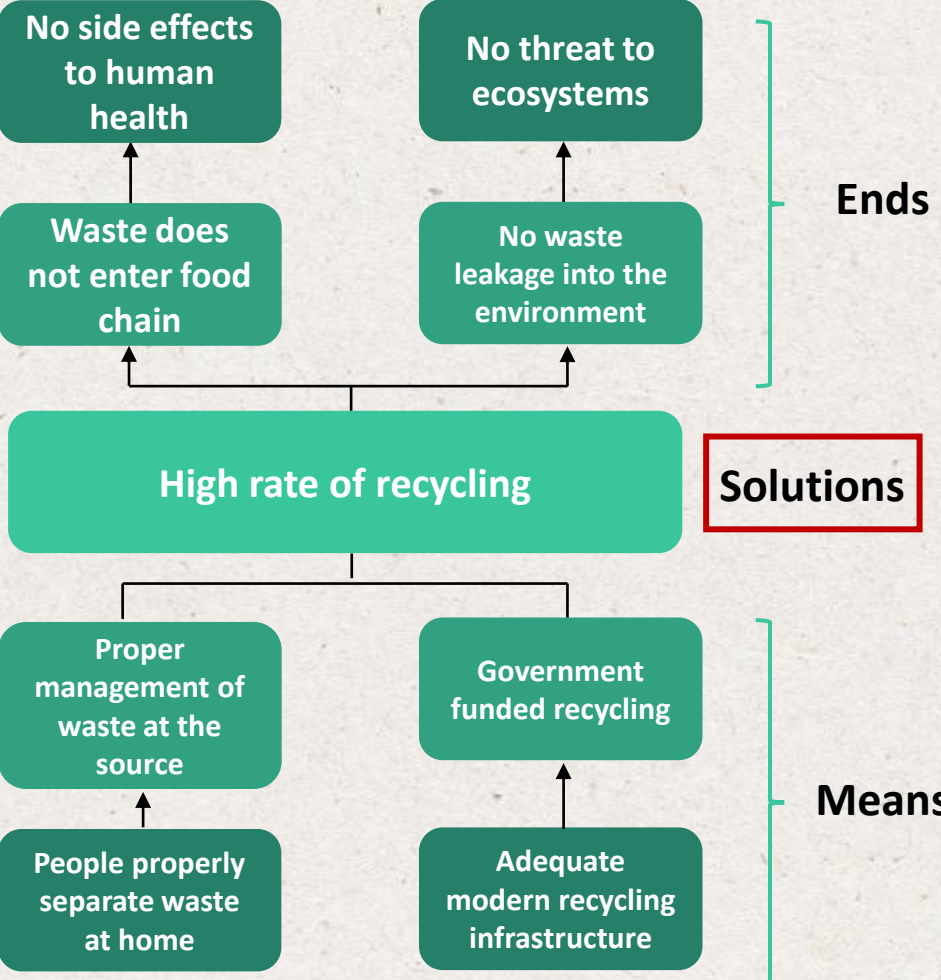 No side effects
to human
health
No threat to
ecosystems
Ends
Waste does
not enter food
chain
No waste
leakage into the
environment
High rate of recycling
Solutions
Proper
management of
waste at the
source
Government
funded recycling
Means
People properly
separate waste
at home
Adequate
modern recycling
infrastructure